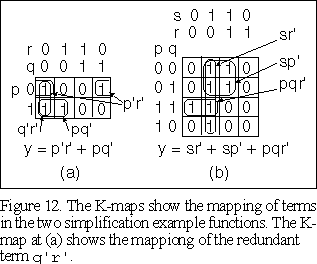 r 0 1 1 0
q 0 0 1 1
p 0 1 0 0 1
1 1 1 0 0
p'r'
q'r' pq'
y = p'r' + pq'
(a)
s 0 1 1 0
r 0 0 1 1
p q
0 0 0 1 1 0
0 1 0 1 1 0
1 1 1 1 0 0
1 0 0 1 0 0
sr'
sp'
pqr'
y = sr' + sp' + pqr'
(b)
Figure 12. The K-maps show the mapping of terms
in the two simplification example functions. The K-
map at (a) shows the mappiong of the redundant
term q'r'.